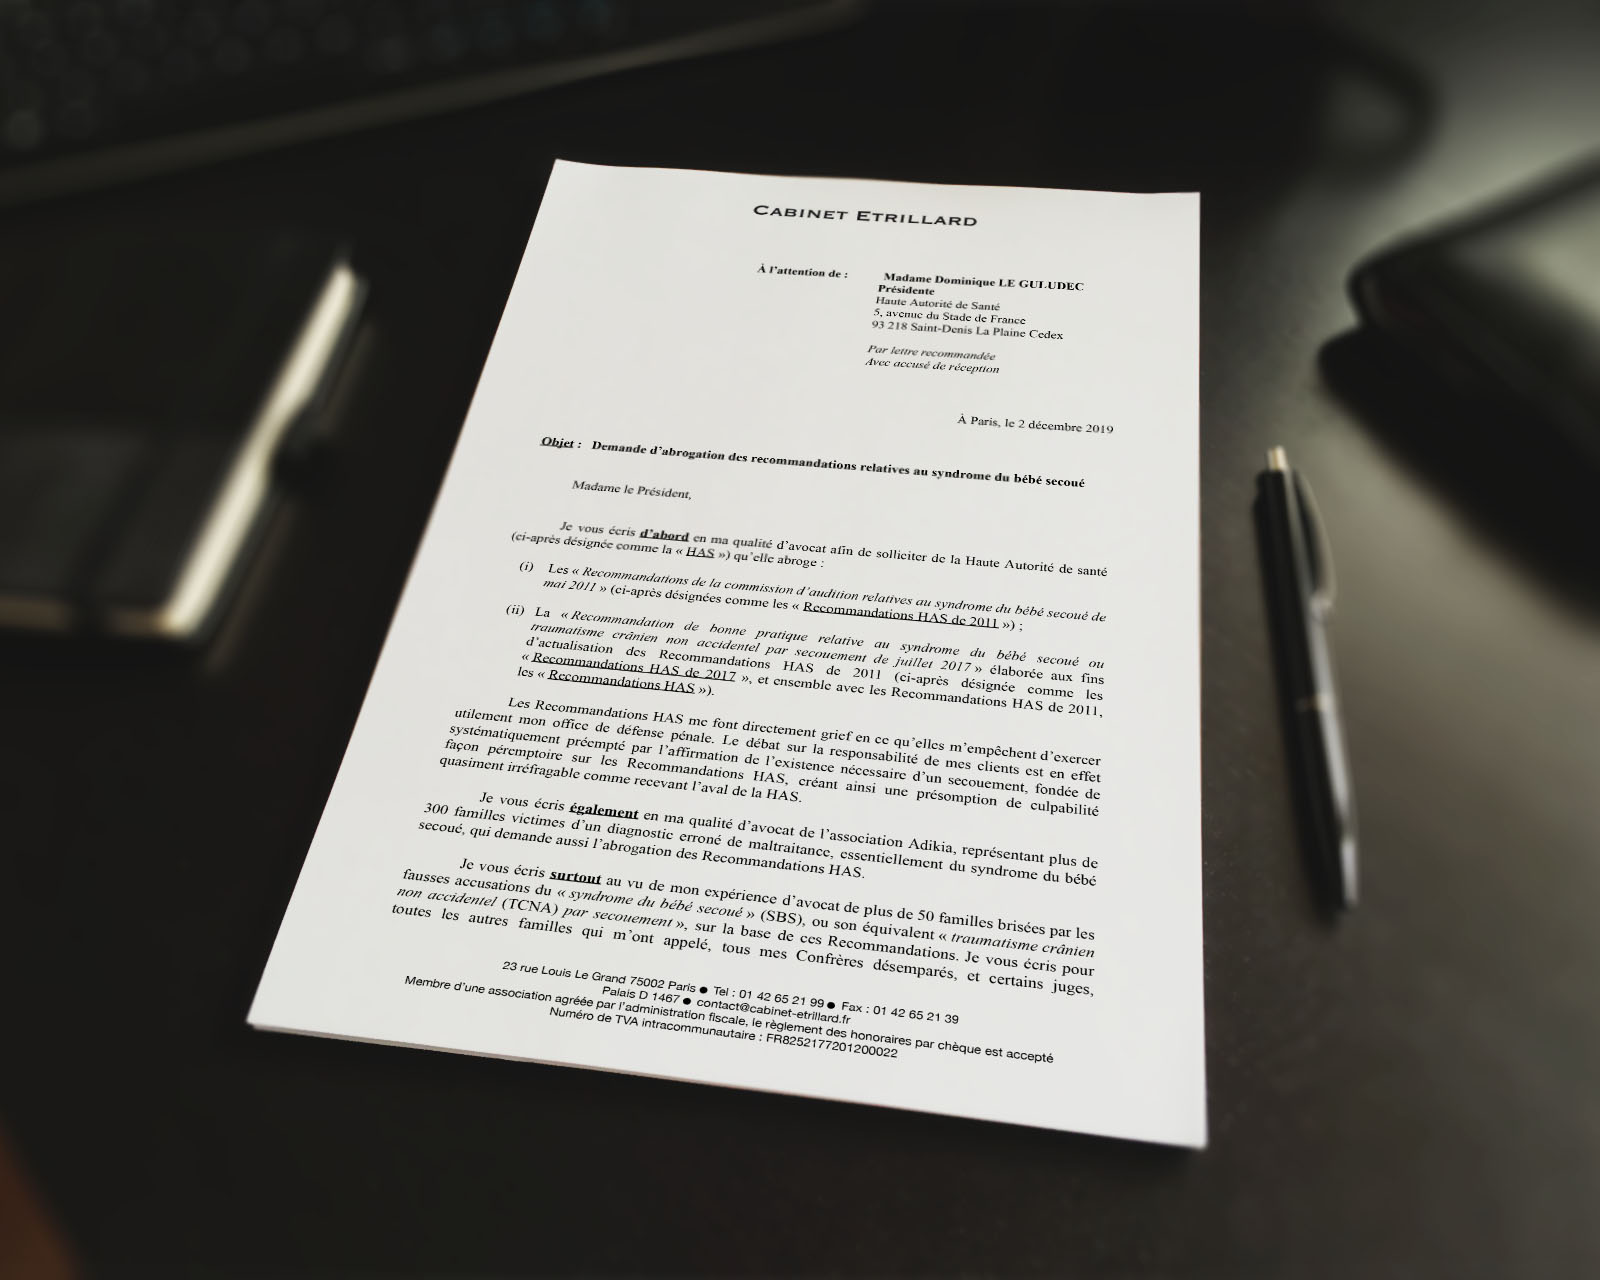 CABINET ETRILLARD
À l'attention de : Madame Dominique LE GULUDEC
Présidente
Haute Autorité de Santé
5, avenue du Stade de France
93 218 Saint-Denis La Plaine Cedex
Par lettre recommandée
Avec accusé de réception
À Paris, le 2 décembre 2019
Objet : Demande d'abrogation des recommandations relatives au syndrome du bébé secoué
Madame le Président,
Je vous écris d'abord en ma qualité d'avocat afin de solliciter de la Haute Autorité de santé
(ci-après désignée comme la « HAS ») qu'elle abroge :
(i) Les « Recommandations de la commission d'audition relatives au syndrome du bébé secoué de
mai 2011 » (ci-après désignées comme les « Recommandations HAS de 2011 ») ;
(ii) La « Recommandation de bonne pratique relative au syndrome du bébé secoué ou
traumatisme crânien non accidentel par secouement de juillet 2017 » élaborée aux fins
d'actualisation des Recommandations HAS de 2011 (ci-après désignée comme les
« Recommandations HAS de 2017 », et ensemble avec les Recommandations HAS de 2011,
les « Recommandations HAS »).
Les Recommandations HAS me font directement grief en ce qu'elles m'empêchent d'exercer
utilement mon office de défense pénale. Le débat sur la responsabilité de mes clients est en effet
systématiquement préempté par l'affirmation de l'existence nécessaire d'un secouement, fondée de
façon péremptoire sur les Recommandations HAS, créant ainsi une présomption de culpabilité
quasiment irréfragable comme recevant l'aval de la HAS.
Je vous écris également en ma qualité d'avocat de l'association Adikia, représentant plus de
300 familles victimes d'un diagnostic erroné de maltraitance, essentiellement du syndrome du bébé
secoué, qui demande aussi l'abrogation des Recommandations HAS.
Je vous écris surtout au vu de mon expérience d'avocat de plus de 50 familles brisées par les
fausses accusations du « syndrome du bébé secoué » (SBS), ou son équivalent « traumatisme crânien
non accidentel (TCNA) par secouement », sur la base de ces Recommandations. Je vous écris pour
toutes les autres familles qui m'ont appelé, tous mes Confrères désemparés, et certains juges,
23 rue Louis Le Grand 75002 Paris ● Tel : 01 42 65 21 99 ● Fax : 01 42 65 21 39
Palais D 1467 ● contact@cabinet-etrillard.fr
Membre d'une association agréée par l'administration fiscale, le règlement des honoraires par chèque est accepté
Numéro de TVA intracommunautaire : FR8252177201200022